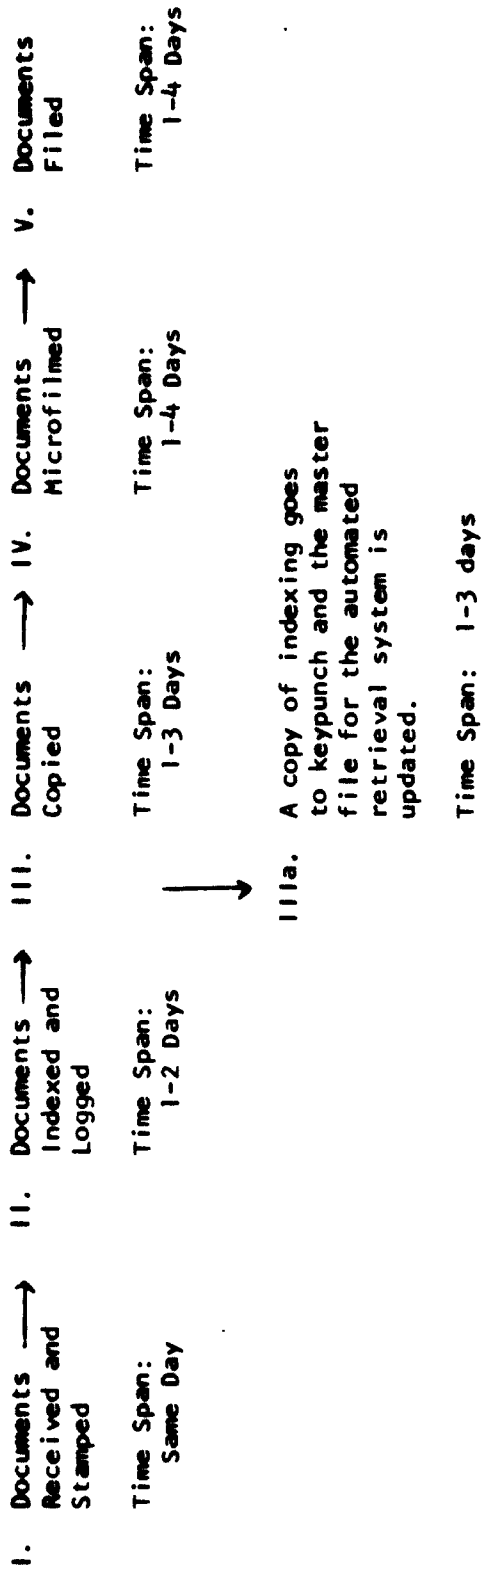 I. Documents →
Received and
Stamped
Time Span:
Same Day
II. Documents →
Indexed and
Logged
Time Span:
1-2 Days
III. Documents →
Copied
Time Span:
1-3 Days
↓
IIIa. A copy of indexing goes
to keypunch and the master
file for the automated
retrieval system is
updated.
Time Span: 1-3 days
IV. Documents →
Microfilmed
Time Span:
1-4 Days
V. Documents
Filed
Time Span:
1-4 Days